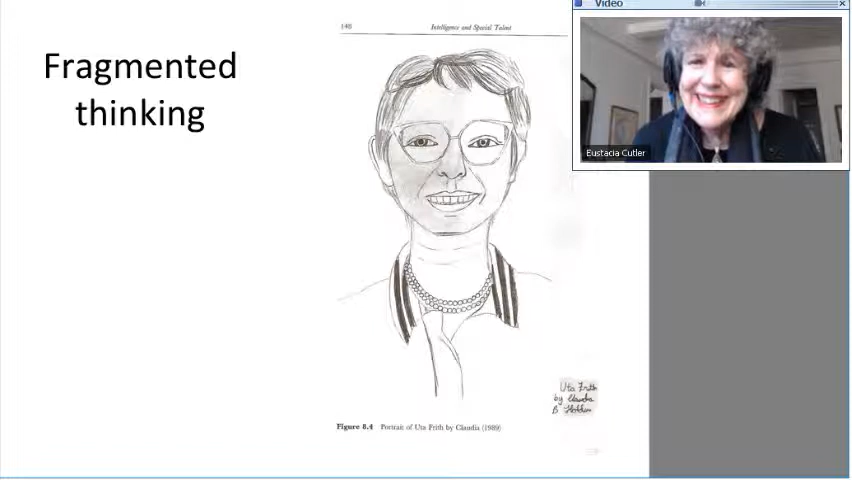 Video
Fragmented
thinking
148
Intelligence and Special Talent
Eustacia Cutler
Uta Frith
by Claudia
B
Figure 8.4 Portrait of Uta Frith by Claudia (1989)